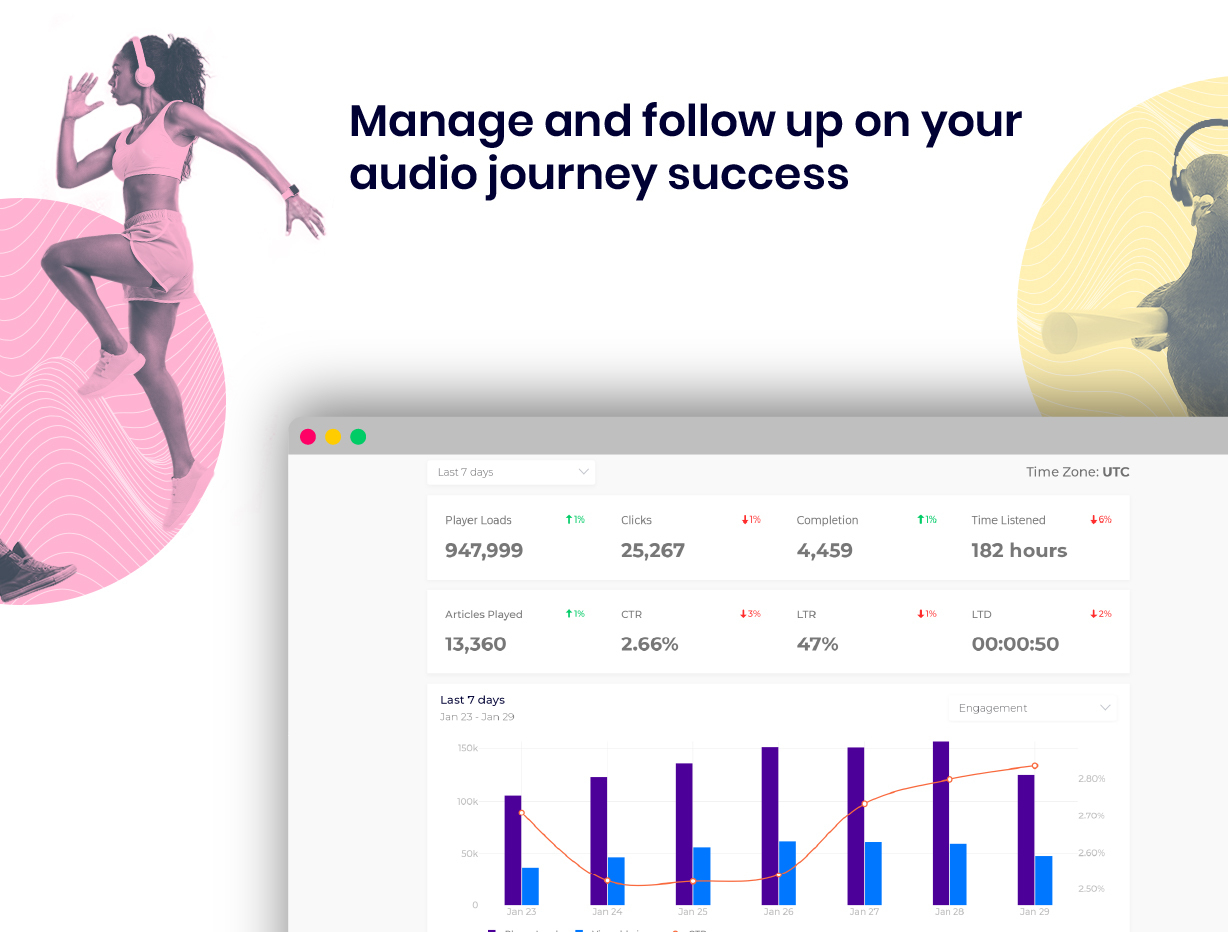 Manage and follow up on your
audio journey success
Last 7 days
Time Zone: UTC
Player Loads 1% Clicks 1% Completion 1% Time Listened 6%
947,999 25,267 4,459 182 hours
Articles Played 1% CTR 3% LTR 1% LTD 2%
13,360 2.66% 47% 00:00:50
Last 7 days
Jan 23 - Jan 29
Engagement
150k
100k
50k
0
2.80%
2.70%
2.60%
2.50%
Jan 23 Jan 24 Jan 25 Jan 26 Jan 27 Jan 28 Jan 29